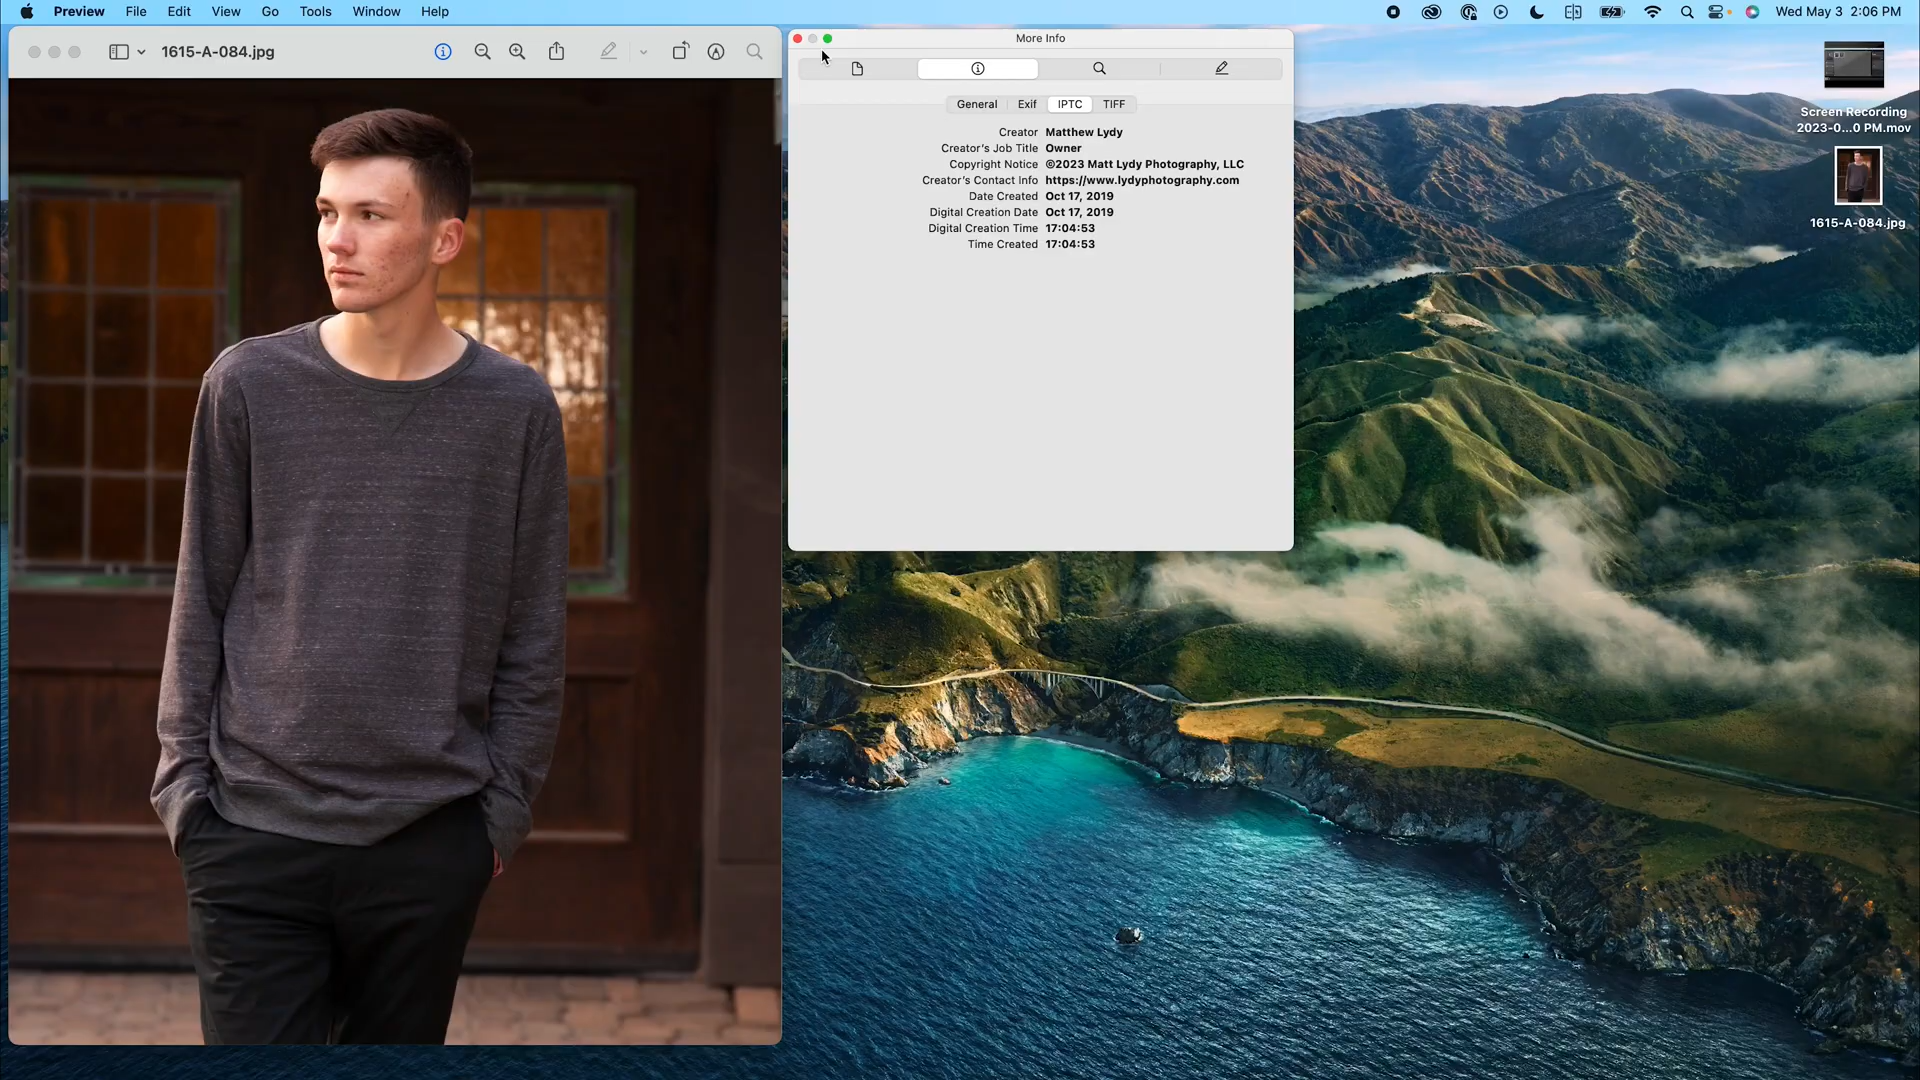 Preview File Edit View Go Tools Window Help Wed May 3 2:06 PM
1615-A-084.jpg
More Info
General Exif IPTC TIFF
Creator Matthew Lydy
Creator's Job Title Owner
Copyright Notice ©2023 Matt Lydy Photography, LLC
Creator's Contact Info https://www.lydyphotography.com
Date Created Oct 17, 2019
Digital Creation Date Oct 17, 2019
Digital Creation Time 17:04:53
Time Created 17:04:53
Screen Recording
2023-0...0 PM.mov
1615-A-084.jpg